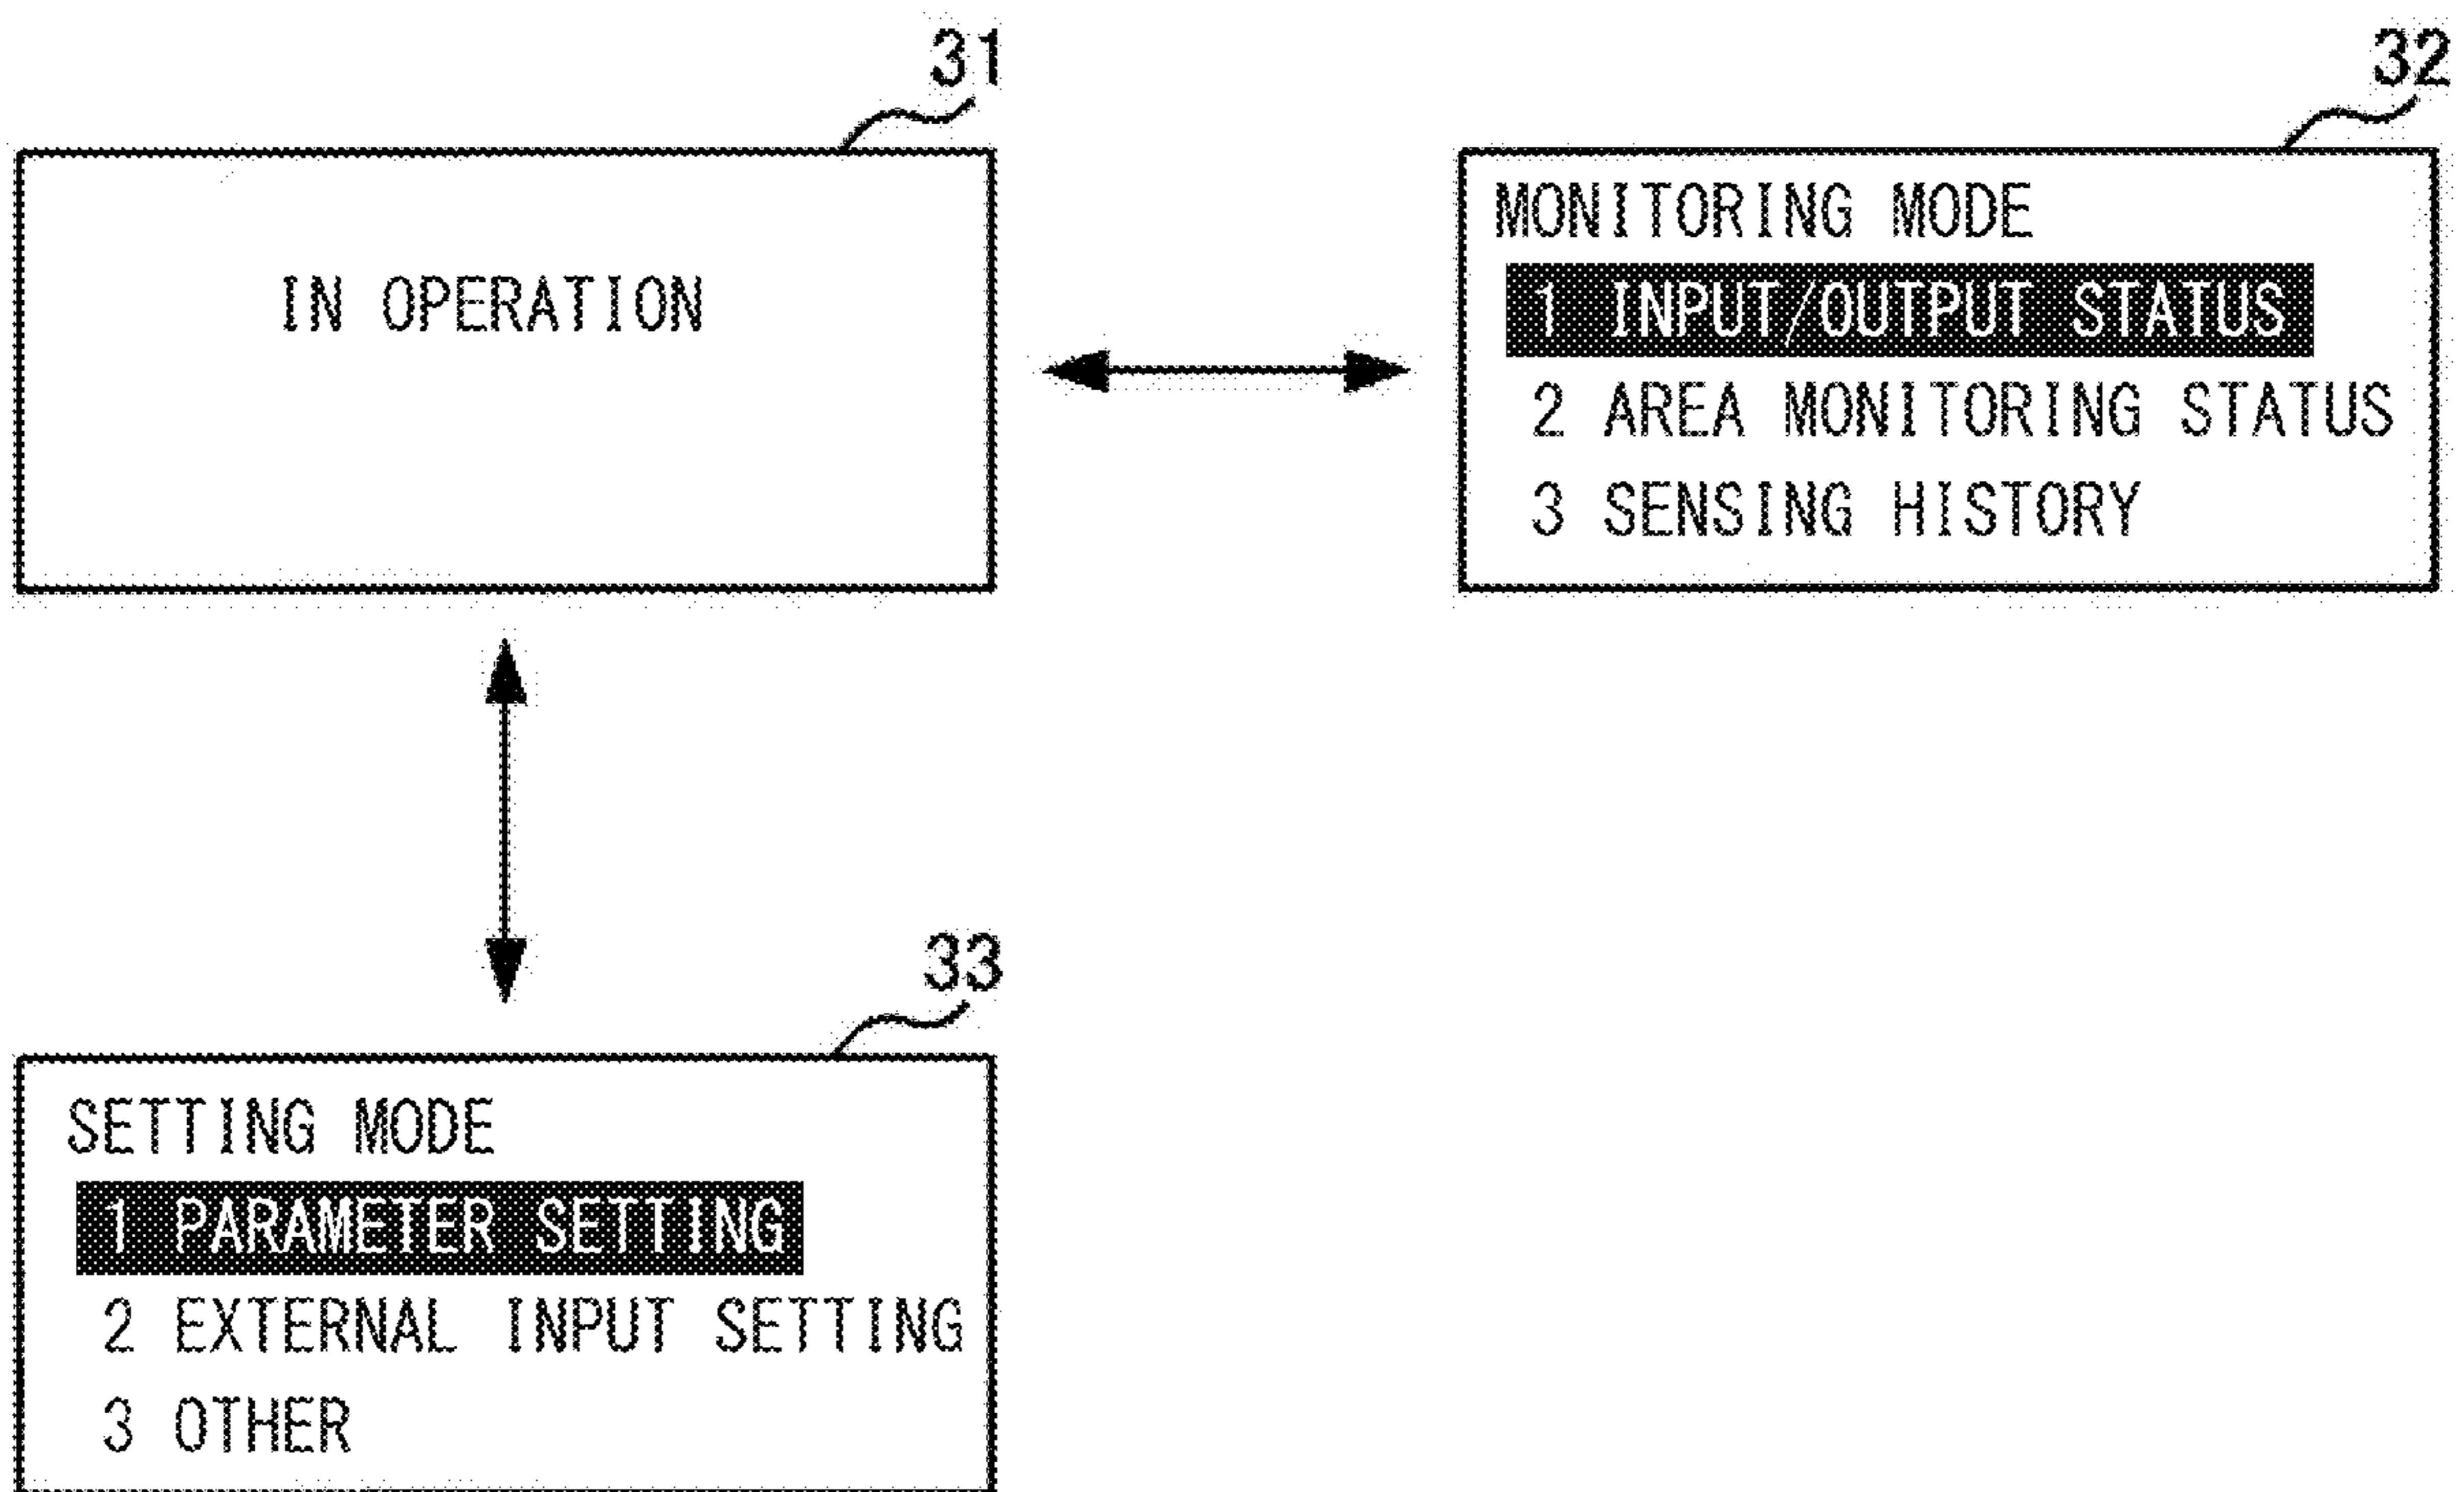 31
IN OPERATION
32
MONITORING MODE
1 INPUT/OUTPUT STATUS
2 AREA MONITORING STATUS
3 SENSING HISTORY
33
SETTING MODE
1 PARAMETER SETTING
2 EXTERNAL INPUT SETTING
3 OTHER